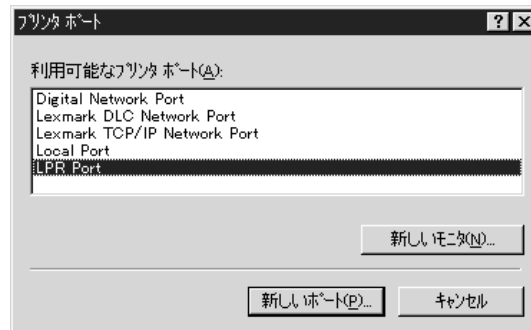 プリンタ ポート
利用可能なプリンタ ポート(A):
Digital Network Port
Lexmark DLC Network Port
Lexmark TCP/IP Network Port
Local Port
LPR Port
新しいモニタ(N)...
新しいポート(P)...
キャンセル